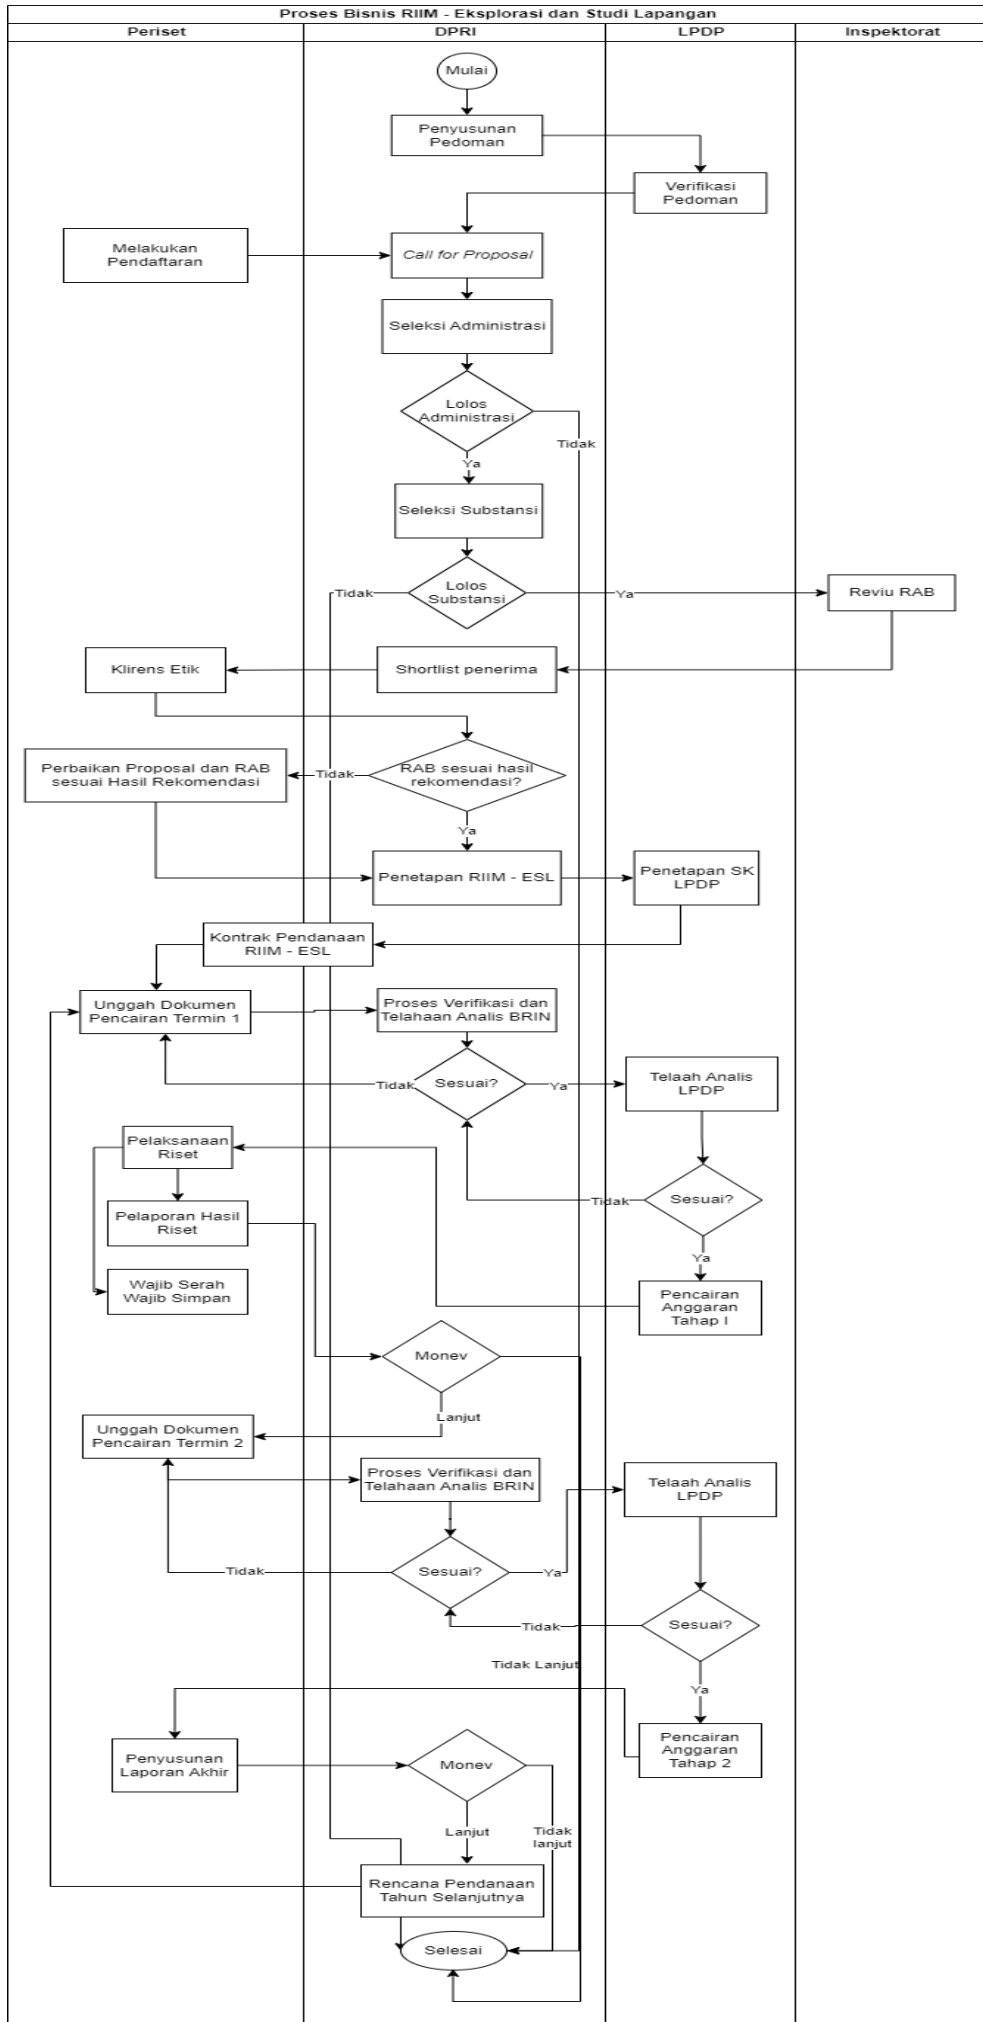 Proses Bisnis RIIM - Eksplorasi dan Studi Lapangan
Periset
DPRI
LPDP
Inspektorat
Mulai
Penyusunan
Pedoman
Verifikasi
Pedoman
Melakukan
Pendaftaran
Call for Proposal
Seleksi Administrasi
Lolos
Administrasi
Tidak
Ya
Seleksi Substansi
Lolos
Substansi
Tidak
Ya
Reviu RAB
Klirens Etik
Shortlist penerima
Perbaikan Proposal dan RAB
sesuai Hasil Rekomendasi
Tidak
RAB sesuai hasil
rekomendasi?
Ya
Penetapan RIIM - ESL
Penetapan SK
LPDP
Kontrak Pendanaan
RIIM - ESL
Unggah Dokumen
Pencairan Termin 1
Proses Verifikasi dan
Telahaan Analis BRIN
Tidak
Sesuai?
Ya
Telaah Analis
LPDP
Pelaksanaan
Riset
Tidak
Sesuai?
Pelaporan Hasil
Riset
Ya
Wajib Serah
Wajib Simpan
Pencairan
Anggaran
Tahap I
Monev
Lanjut
Unggah Dokumen
Pencairan Termin 2
Proses Verifikasi dan
Telahaan Analis BRIN
Telaah Analis
LPDP
Tidak
Sesuai?
Ya
Tidak
Sesuai?
Tidak Lanjut
Ya
Penyusunan
Laporan Akhir
Monev
Pencairan
Anggaran
Tahap 2
Lanjut
Tidak
lanjut
Rencana Pendanaan
Tahun Selanjutnya
Selesai